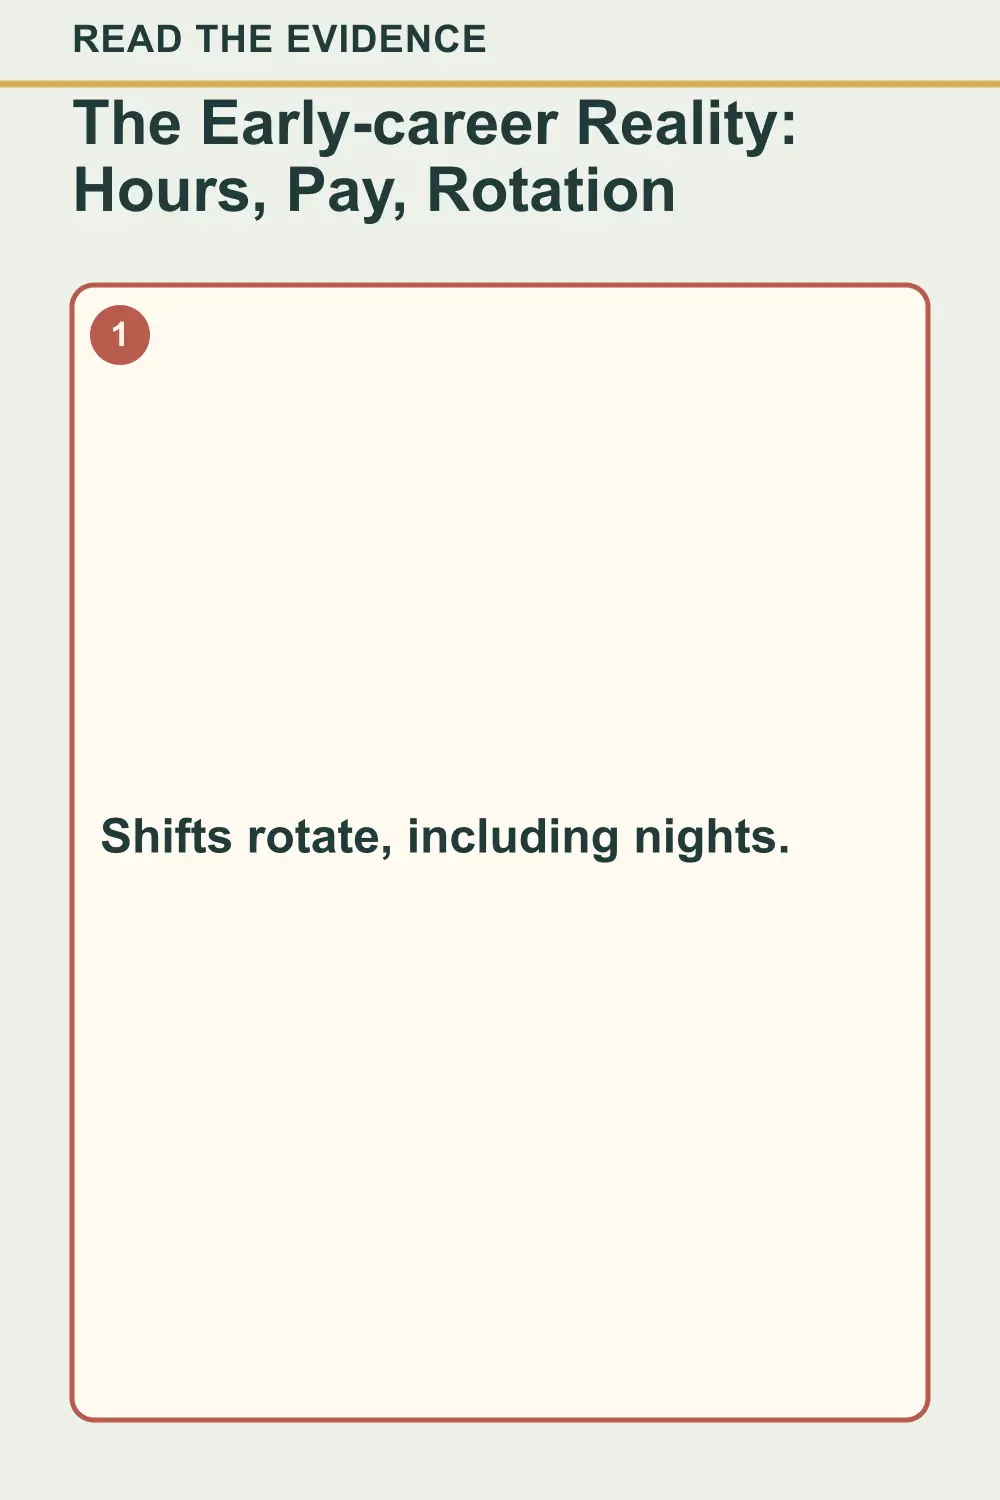 READ THE EVIDENCE
The Early-career Reality:
Hours, Pay, Rotation
1
Shifts rotate, including nights.